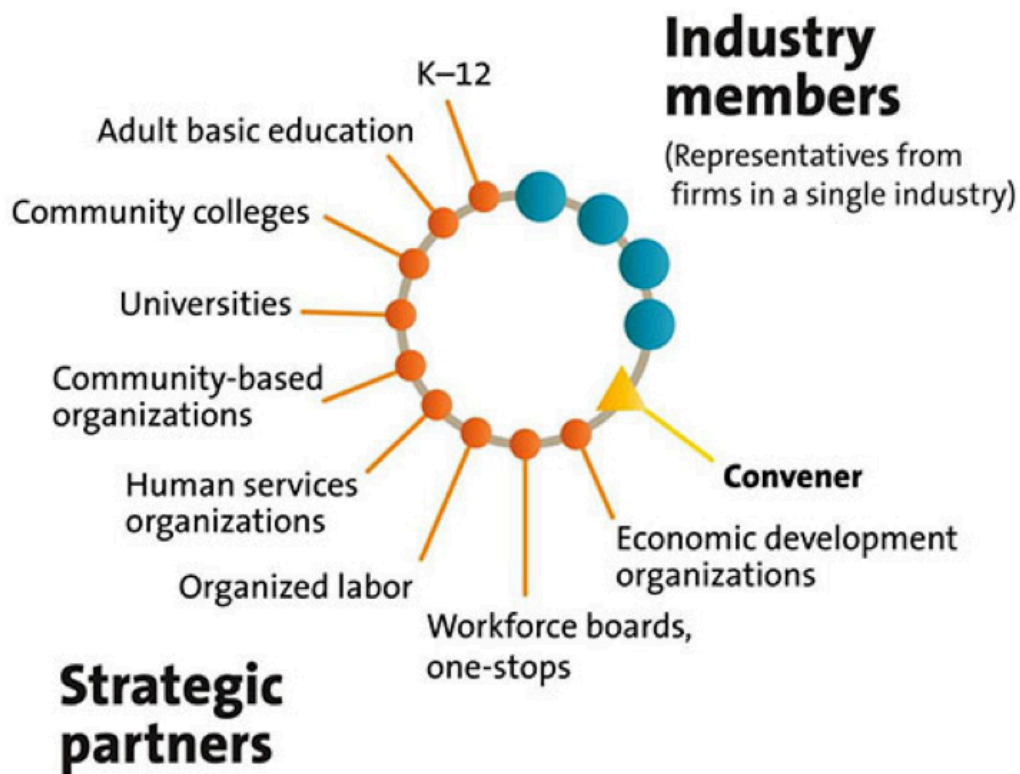 Industry
members
(Representatives from
firms in a single industry)
K–12
Adult basic education
Community colleges
Universities
Community-based
organizations
Human services
organizations
Organized labor
Workforce boards,
one-stops
Economic development
organizations
Convener
Strategic
partners